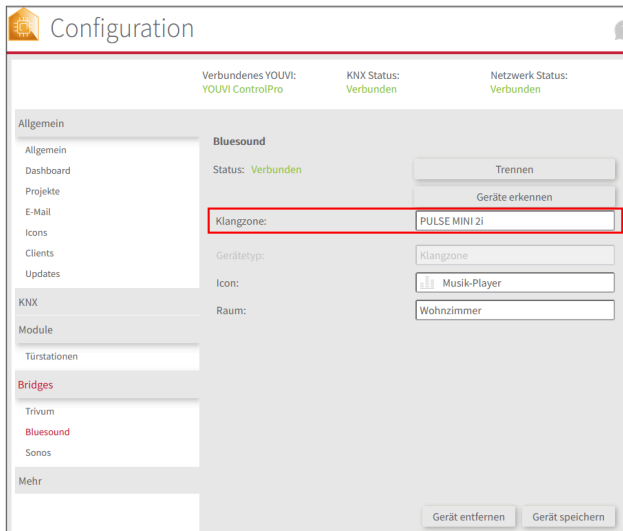 Configuration
Verbundenes YOUVI: KNX Status: Netzwerk Status:
YOUVI ControlPro Verbunden Verbunden
Allgemein
Allgemein
Dashboard
Projekte
E-Mail
Icons
Clients
Updates
KNX
Module
Türstationen
Bridges
Trivum
Bluesound
Sonos
Mehr
Bluesound
Status: Verbunden Trennen
Geräte erkennen
Klangzone: PULSE MINI 2i
Gerätetyp: Klangzone
Icon: Musik-Player
Raum: Wohnzimmer
Gerät entfernen Gerät speichern